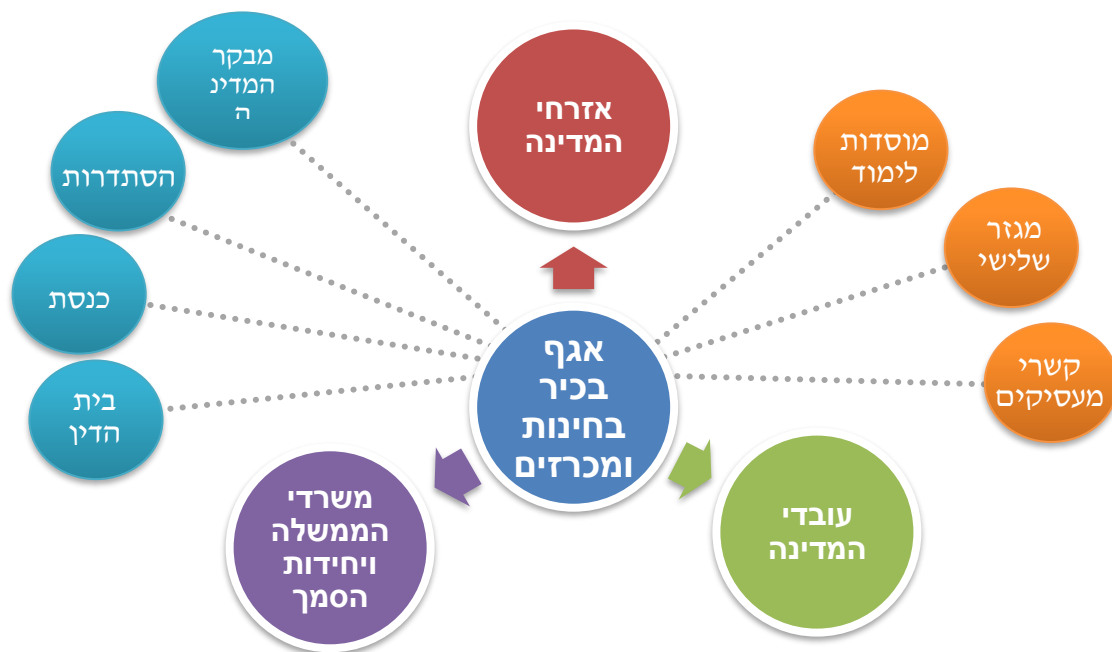 מבקר
המדינ
ה
אזרחי
המדינה
מוסדות
לימוד
הסתדרות
מגזר
שלישי
כנסת
קשרי
מעסיקים
בית
הדין
אגף
בכיר
בחינות
ומכרזים
משרדי
הממשלה
ויחידות
הסמך
עובדי
המדינה